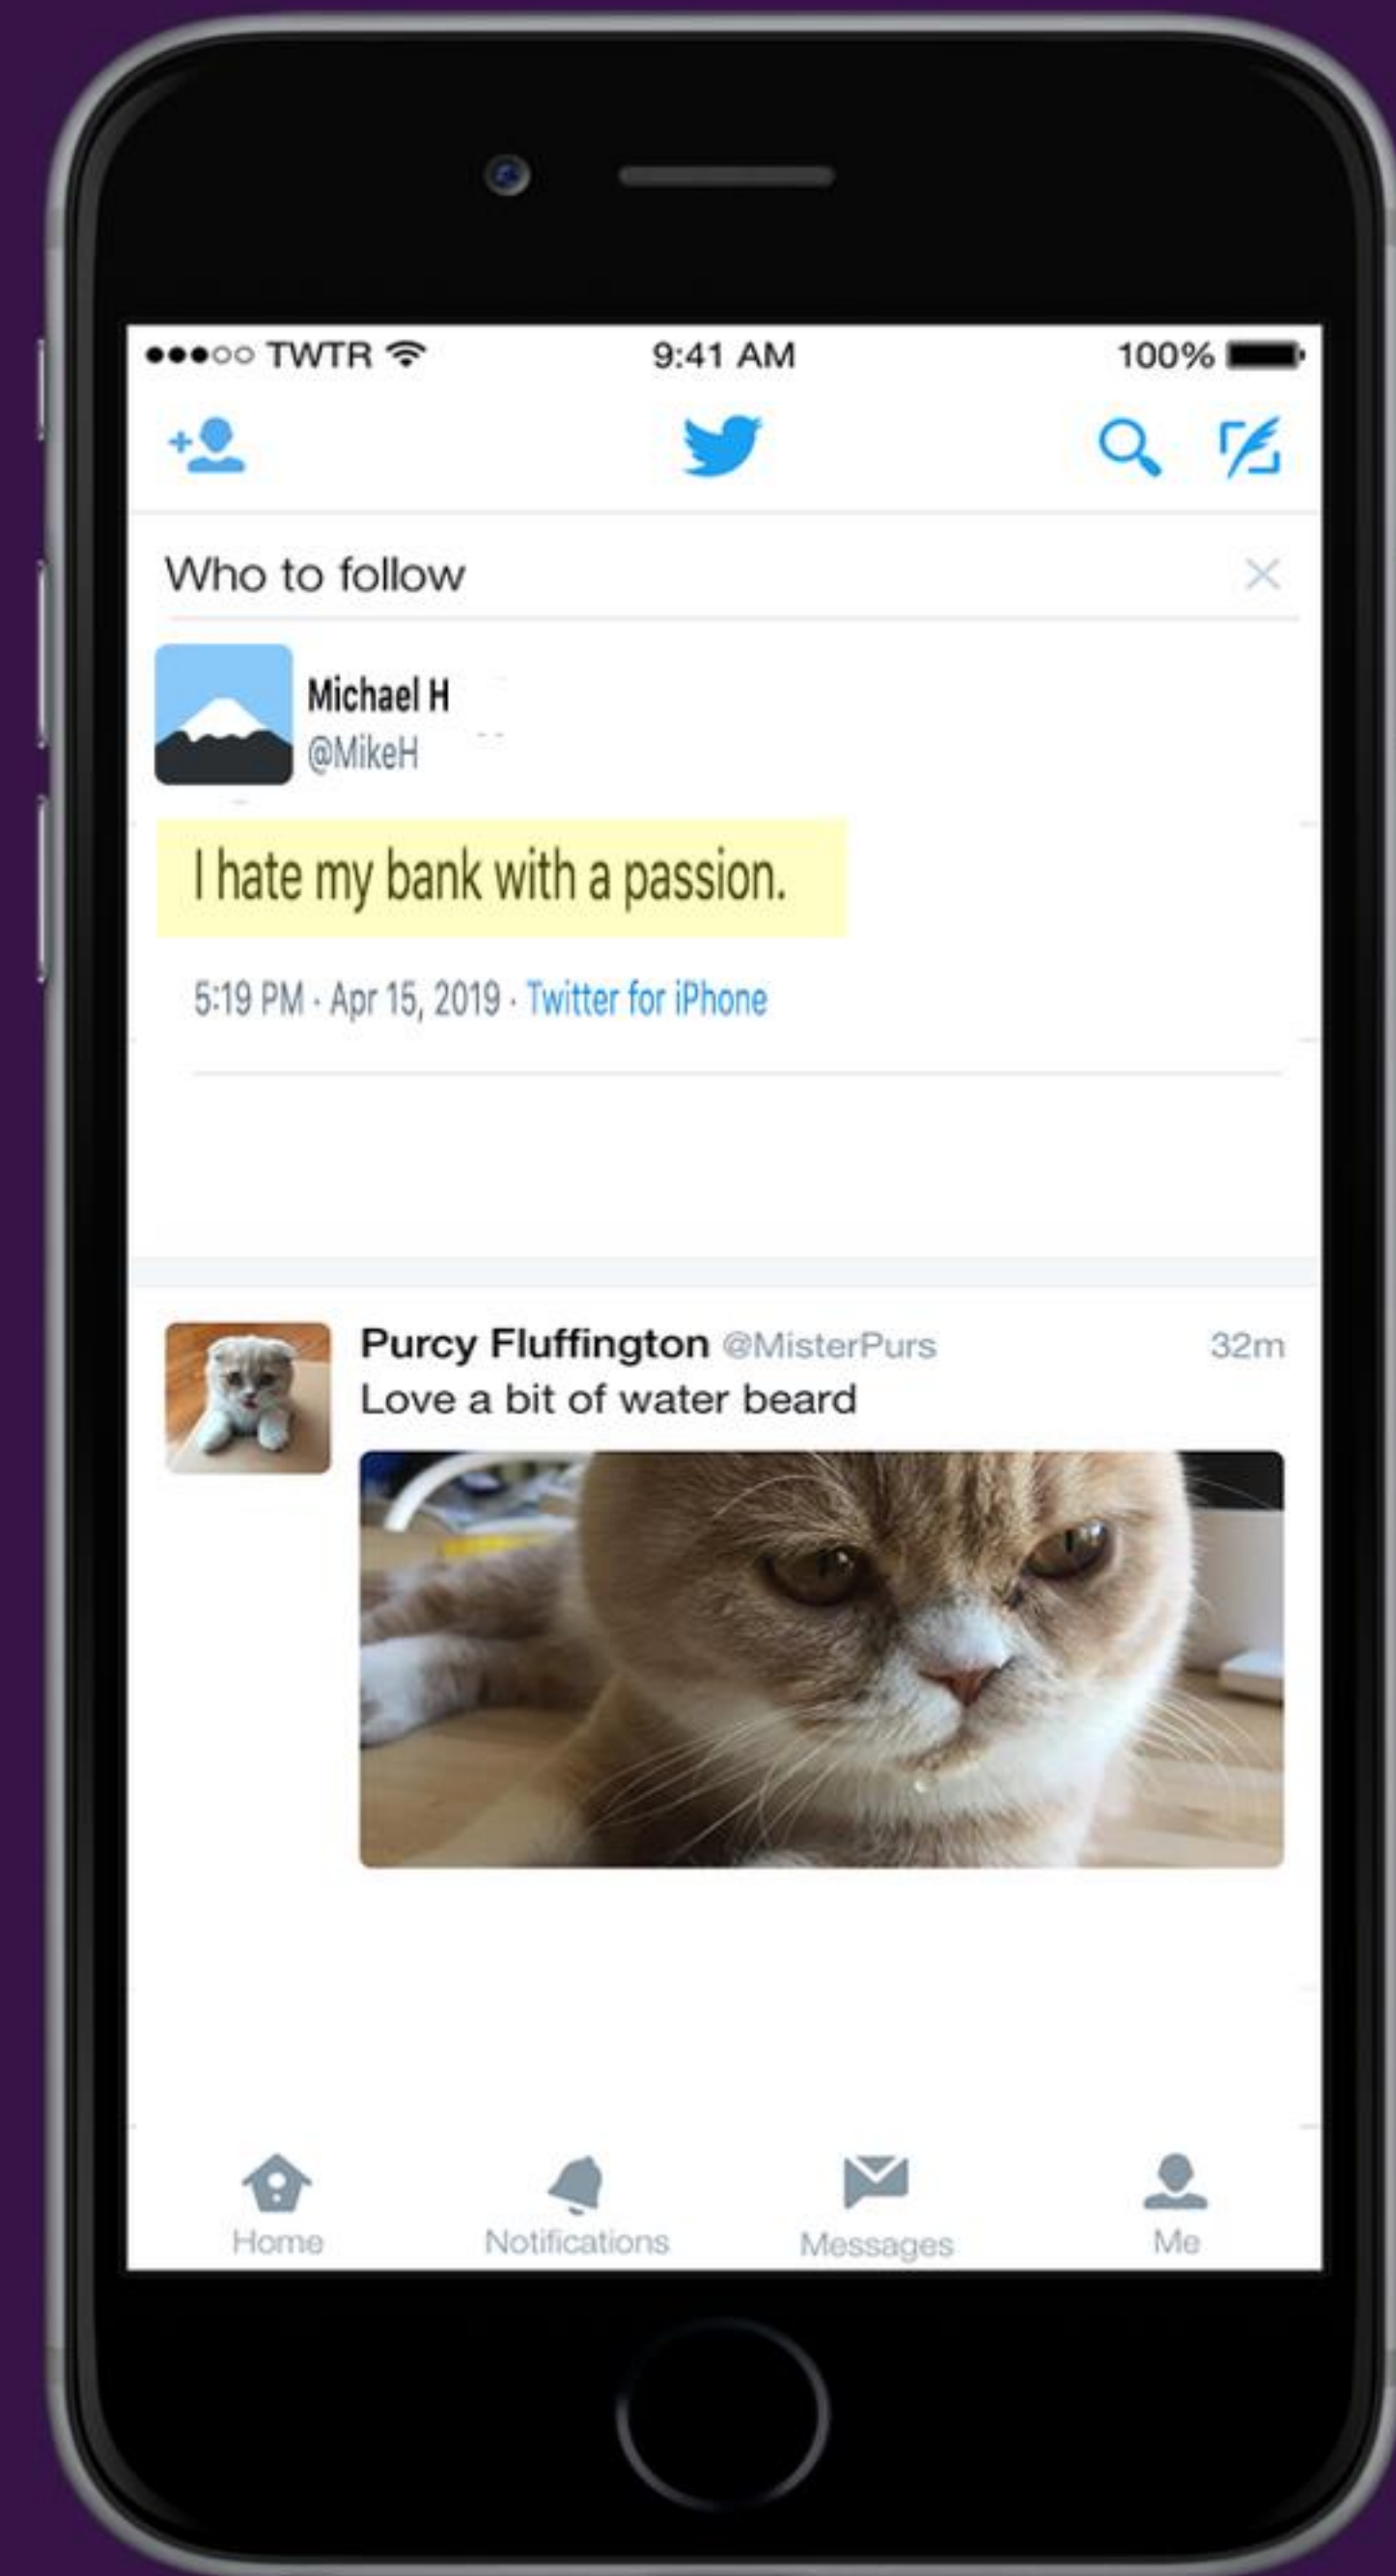 ●●●○○ TWTR 9:41 AM 100%
Who to follow
Michael H
@MikeH
I hate my bank with a passion.
5:19 PM · Apr 15, 2019 · Twitter for iPhone
Purcy Fluffington @MisterPurs 32m
Love a bit of water beard
Home Notifications Messages Me